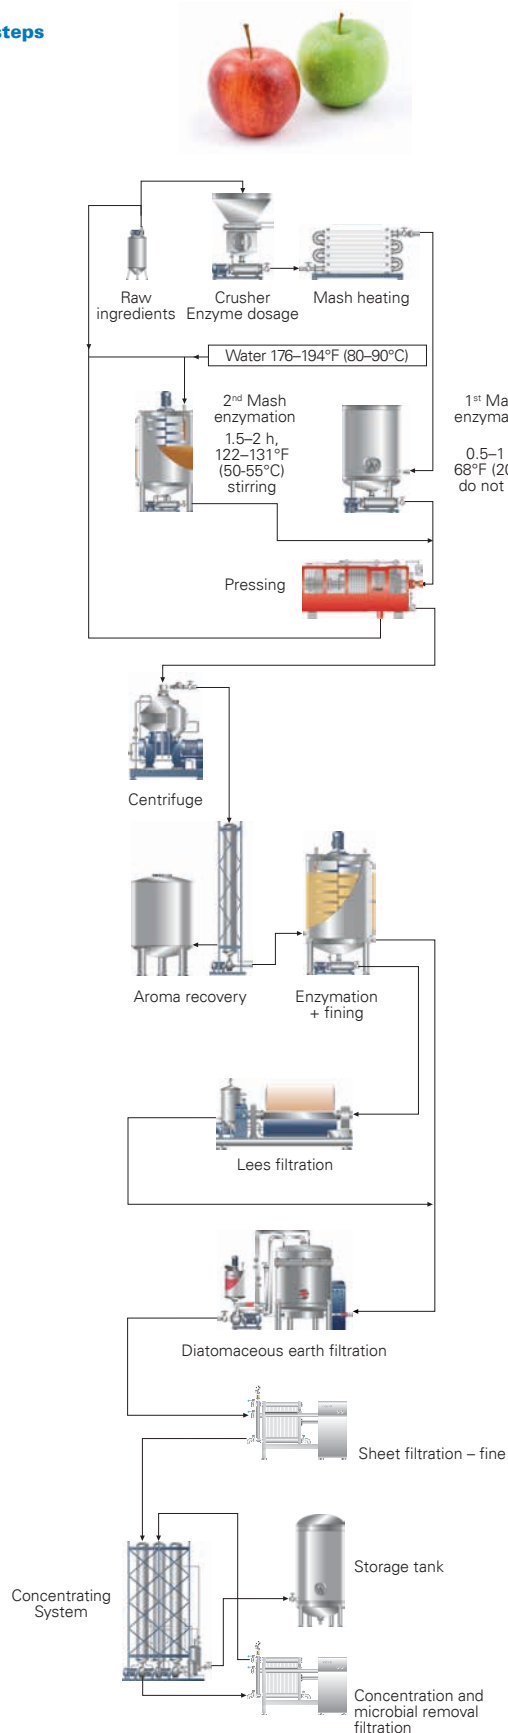 steps
Raw
ingredients
Crusher
Enzyme dosage
Mash heating
Water 176–194°F (80–90°C)
2nd Mash
enzymation
1.5–2 h,
122–131°F
(50-55°C)
stirring
1st Ma
enzyma
0.5–1
68°F (20
do not
Pressing
Centrifuge
Aroma recovery
Enzymation
+ fining
Lees filtration
Diatomaceous earth filtration
Sheet filtration – fine
Storage tank
Concentrating
System
Concentration and
microbial removal
filtration